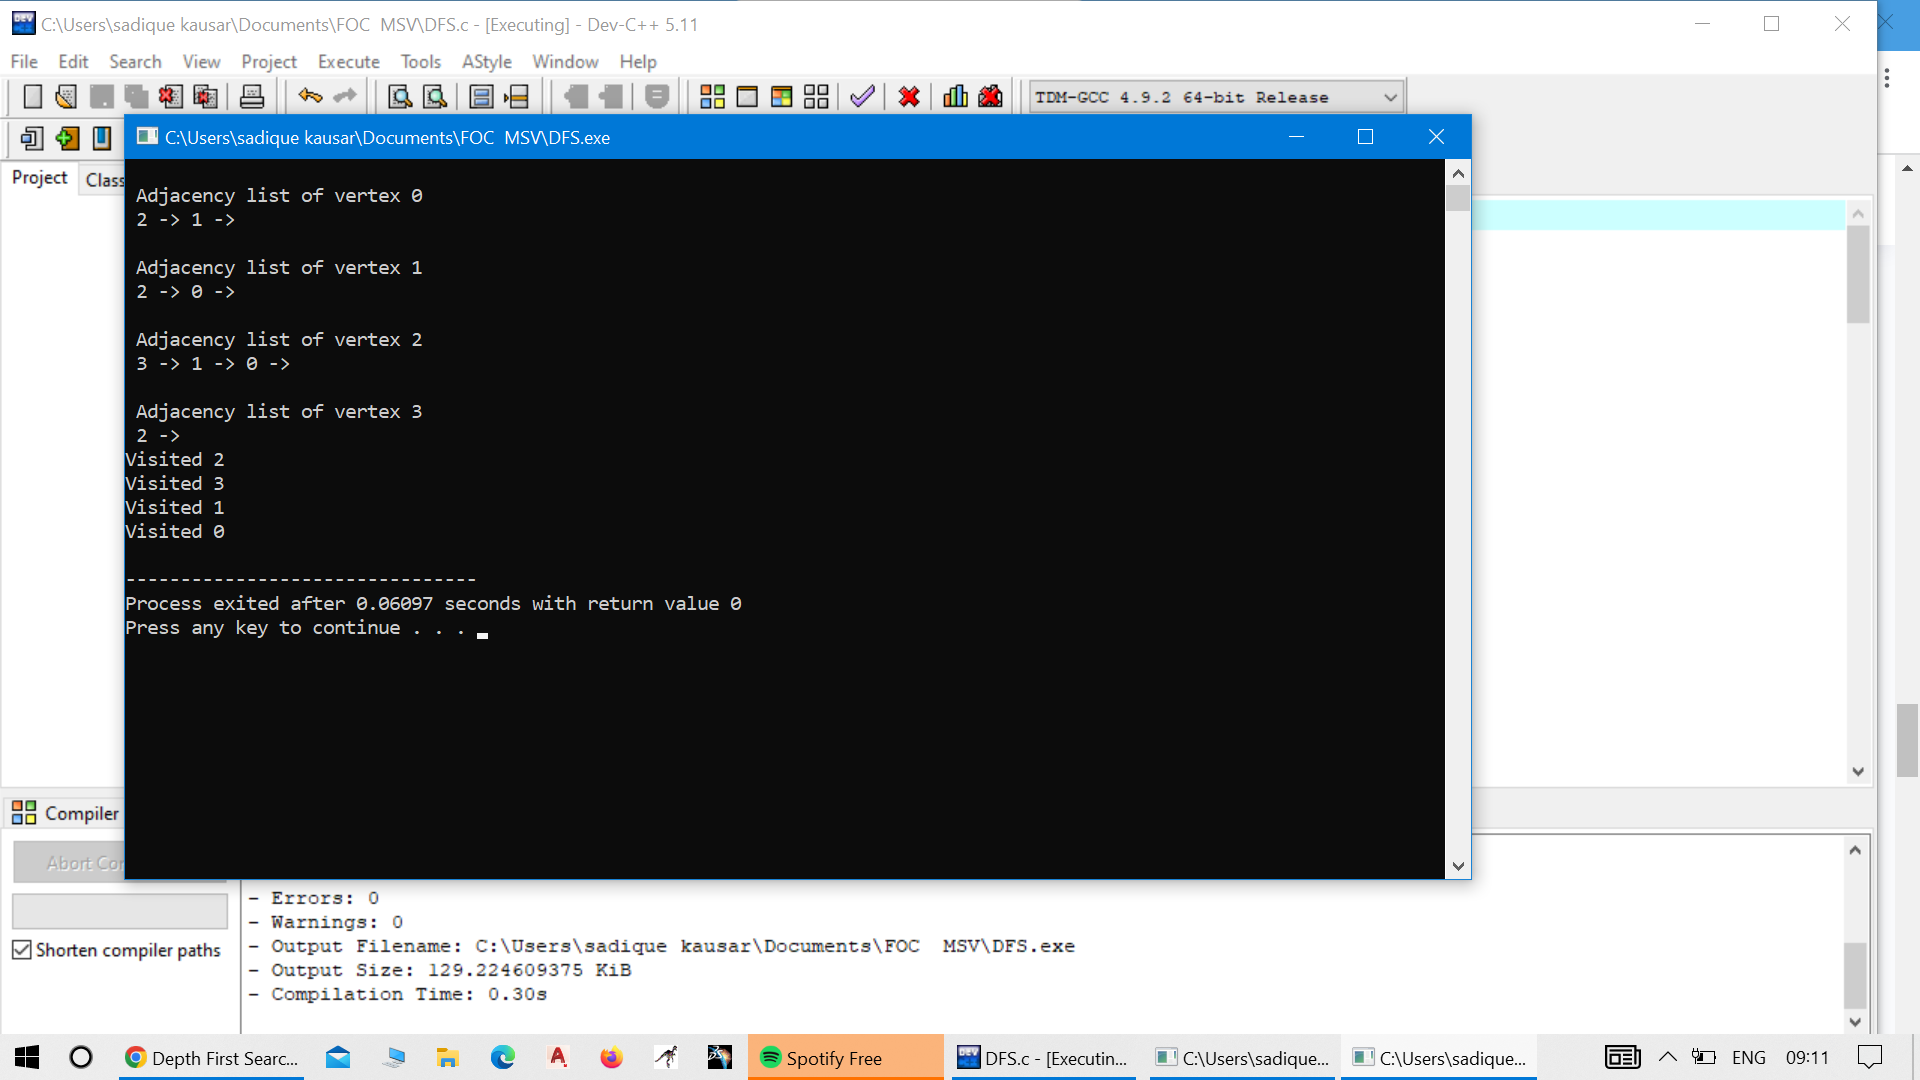 C:\Users\sadique kausar\Documents\FOC  MSV\DFS.c - [Executing] - Dev-C++ 5.11
File Edit Search View Project Execute Tools AStyle Window Help
TDM-GCC 4.9.2 64-bit Release
C:\Users\sadique kausar\Documents\FOC  MSV\DFS.exe
Project Class
Adjacency list of vertex 0
2 -> 1 ->
Adjacency list of vertex 1
2 -> 0 ->
Adjacency list of vertex 2
3 -> 1 -> 0 ->
Adjacency list of vertex 3
2 ->
Visited 2
Visited 3
Visited 1
Visited 0
--------------------------------
Process exited after 0.06097 seconds with return value 0
Press any key to continue . . .
Compiler
Abort Con
Shorten compiler paths
- Errors: 0
- Warnings: 0
- Output Filename: C:\Users\sadique kausar\Documents\FOC  MSV\DFS.exe
- Output Size: 129.224609375 KiB
- Compilation Time: 0.30s
Depth First Searc... Spotify Free DFS.c - [Executin... C:\Users\sadique... C:\Users\sadique... ENG 09:11